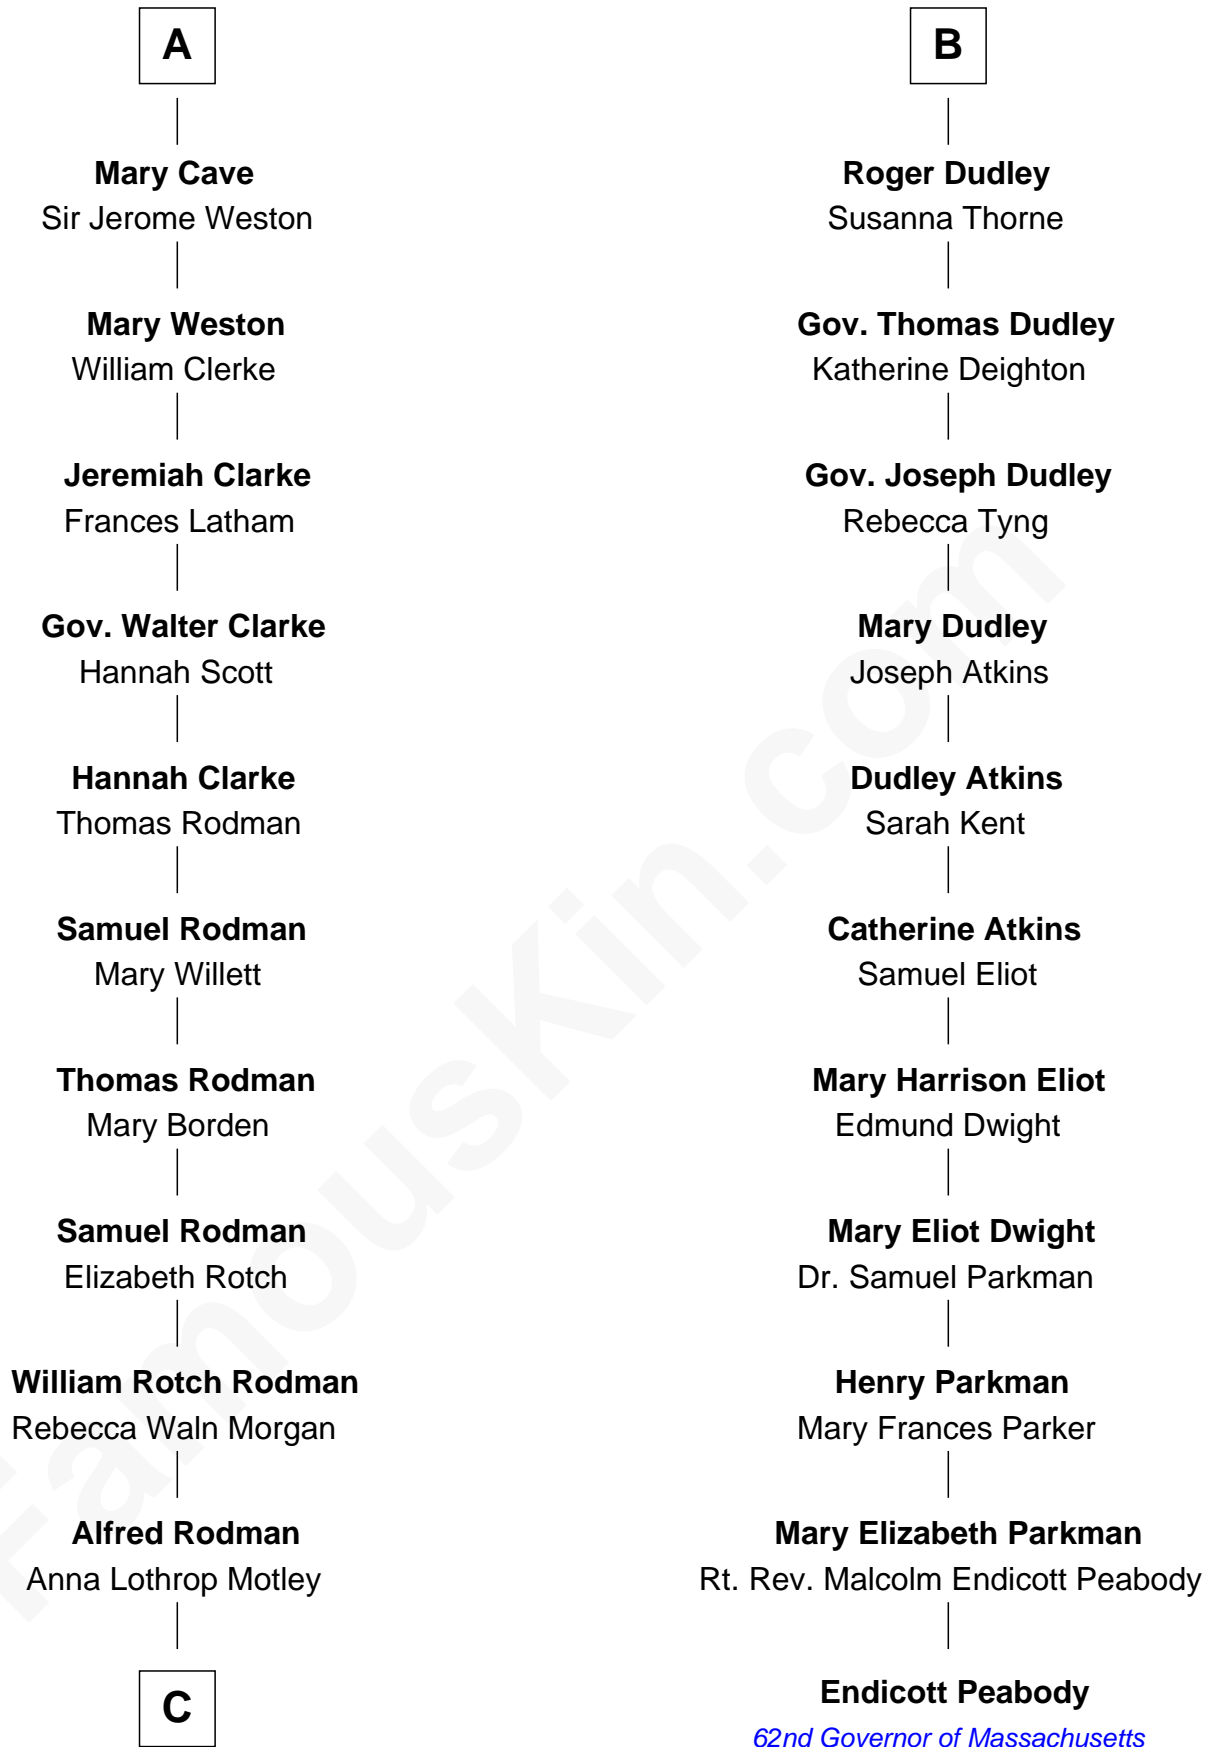 A
Mary Cave
Sir Jerome Weston
Mary Weston
William Clerke
Jeremiah Clarke
Frances Latham
Gov. Walter Clarke
Hannah Scott
Hannah Clarke
Thomas Rodman
Samuel Rodman
Mary Willett
Thomas Rodman
Mary Borden
Samuel Rodman
Elizabeth Rotch
William Rotch Rodman
Rebecca Waln Morgan
Alfred Rodman
Anna Lothrop Motley
C
B
Roger Dudley
Susanna Thorne
Gov. Thomas Dudley
Katherine Deighton
Gov. Joseph Dudley
Rebecca Tyng
Mary Dudley
Joseph Atkins
Dudley Atkins
Sarah Kent
Catherine Atkins
Samuel Eliot
Mary Harrison Eliot
Edmund Dwight
Mary Eliot Dwight
Dr. Samuel Parkman
Henry Parkman
Mary Frances Parker
Mary Elizabeth Parkman
Rt. Rev. Malcolm Endicott Peabody
Endicott Peabody
62nd Governor of Massachusetts
FamousKin.com